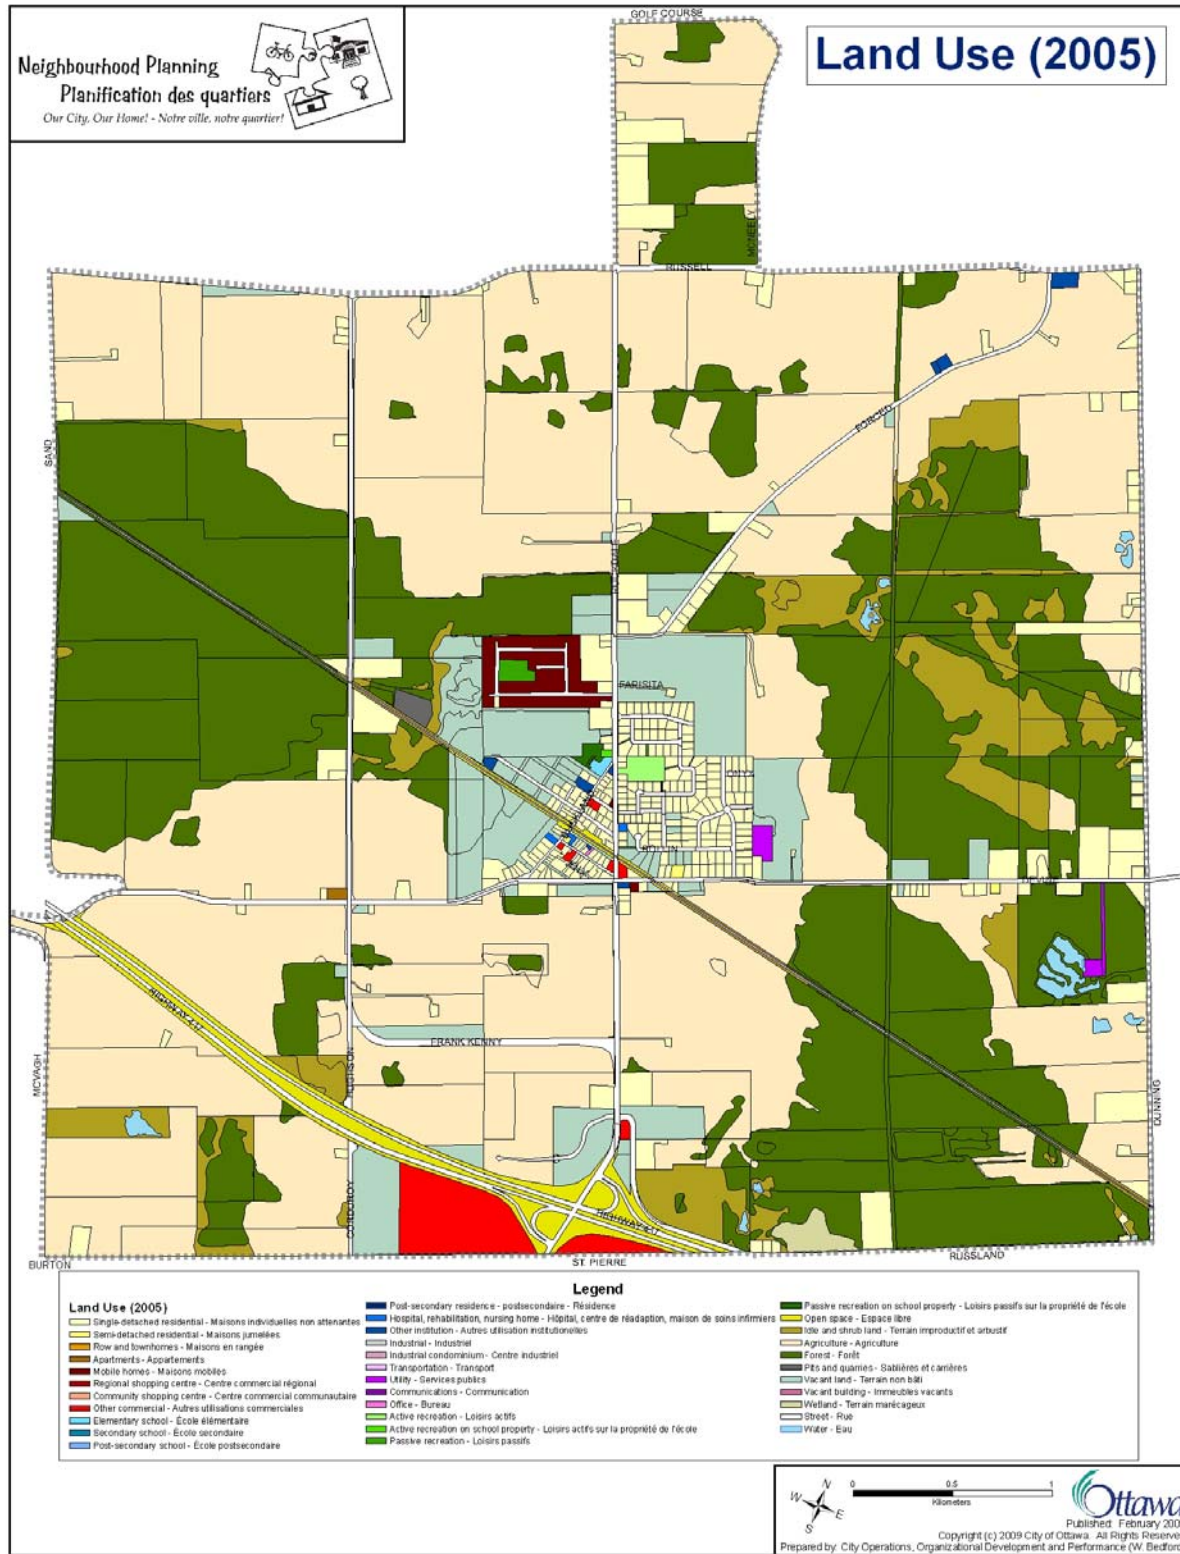 GOLF COURSE
Neighbourhood Planning
Planification des quartiers
Our City, Our Home! - Notre ville, notre quartier!
Land Use (2005)
MCNEELY
RUSSELL
SAND
FORCED
FARISITA
ONYX
DEVINE
HIGHWAY 417
FRANK KENNY
MCVAGH
DUNNING
CORDUROY
HIGHWAY 417
BURTON
ST. PIERRE
RUSSLAND
Legend
Land Use (2005)
Single-detached residential - Maisons individuelles non attenantes
Semi-detached residential - Maisons jumelées
Row and townhomes - Maisons en rangée
Apartments - Appartements
Mobile homes - Maisons mobiles
Regional shopping centre - Centre commercial régional
Community shopping centre - Centre commercial communautaire
Other commercial - Autres utilisations commerciales
Elementary school - École élémentaire
Secondary school - École secondaire
Post-secondary school - École postsecondaire
Post-secondary residence - postsecondaire - Résidence
Hospital, rehabilitation, nursing home - Hôpital, centre de réadaption, maison de soins infirmiers
Other institution - Autres utilisation institutionelles
Industrial - Industriel
Industrial condominium - Centre industriel
Transportation - Transport
Utility - Services publics
Communications - Communication
Office - Bureau
Active recreation - Loisirs actifs
Active recreation on school property - Loisirs actifs sur la propriété de l'école
Passive recreation - Loisirs passifs
Passive recreation on school property - Loisirs passifs sur la propriété de l'école
Open space - Espace libre
Idle and shrub land - Terrain improductif et arbustif
Agriculture - Agriculture
Forest - Forêt
Pits and quarries - Sablières et carrières
Vacant land - Terrain non bâti
Vacant building - Immeubles vacants
Wetland - Terrain marécageux
Street - Rue
Water - Eau
N
W
E
S
0 0.5 1
Kilometers
Ottawa
Published: February 200
Copyright (c) 2009 City of Ottawa. All Rights Reserve
Prepared by: City Operations, Organizational Development and Performance (W. Bedford